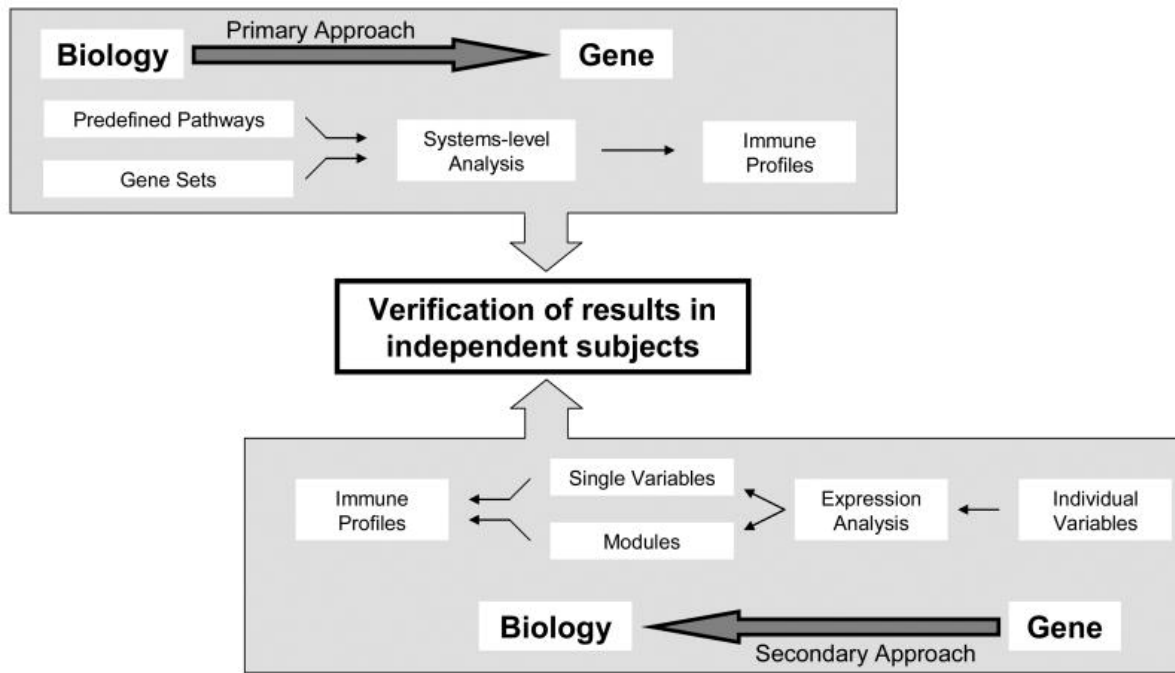 Primary Approach
Biology
Gene
Predefined Pathways
Gene Sets
Systems-level
Analysis
Immune
Profiles
Verification of results in
independent subjects
Immune
Profiles
Single Variables
Modules
Expression
Analysis
Individual
Variables
Biology
Gene
Secondary Approach